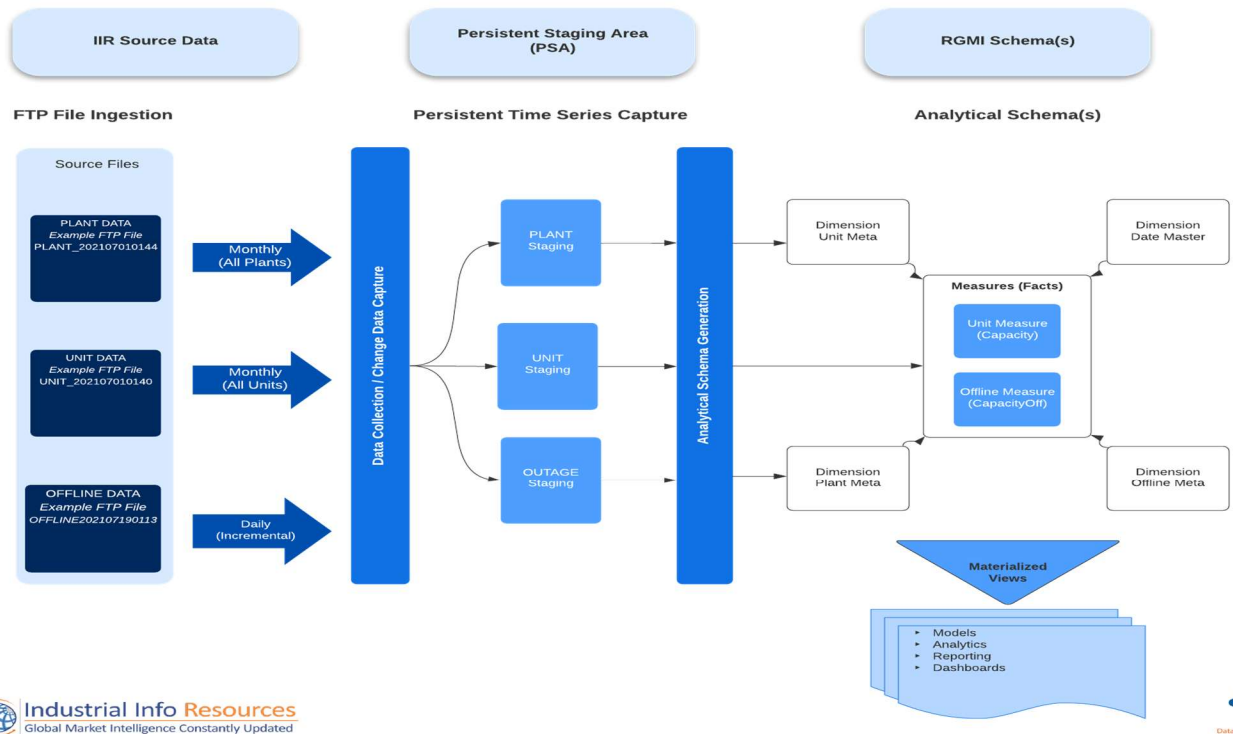 IIR Source Data
Persistent Staging Area
(PSA)
RGMI Schema(s)
FTP File Ingestion
Persistent Time Series Capture
Analytical Schema(s)
Source Files
PLANT DATA
Example FTP File
PLANT_202107010144
Monthly
(All Plants)
UNIT DATA
Example FTP File
UNIT_202107010140
Monthly
(All Units)
OFFLINE DATA
Example FTP File
OFFLINE202107190113
Daily
(Incremental)
Data Collection / Change Data Capture
PLANT
Staging
UNIT
Staging
OUTAGE
Staging
Analytical Schema Generation
Dimension
Unit Meta
Dimension
Date Master
Measures (Facts)
Unit Measure
(Capacity)
Offline Measure
(CapacityOff)
Dimension
Plant Meta
Dimension
Offline Meta
Materialized
Views
‣ Models
‣ Analytics
‣ Reporting
‣ Dashboards
Industrial Info Resources
Global Market Intelligence Constantly Updated
Data